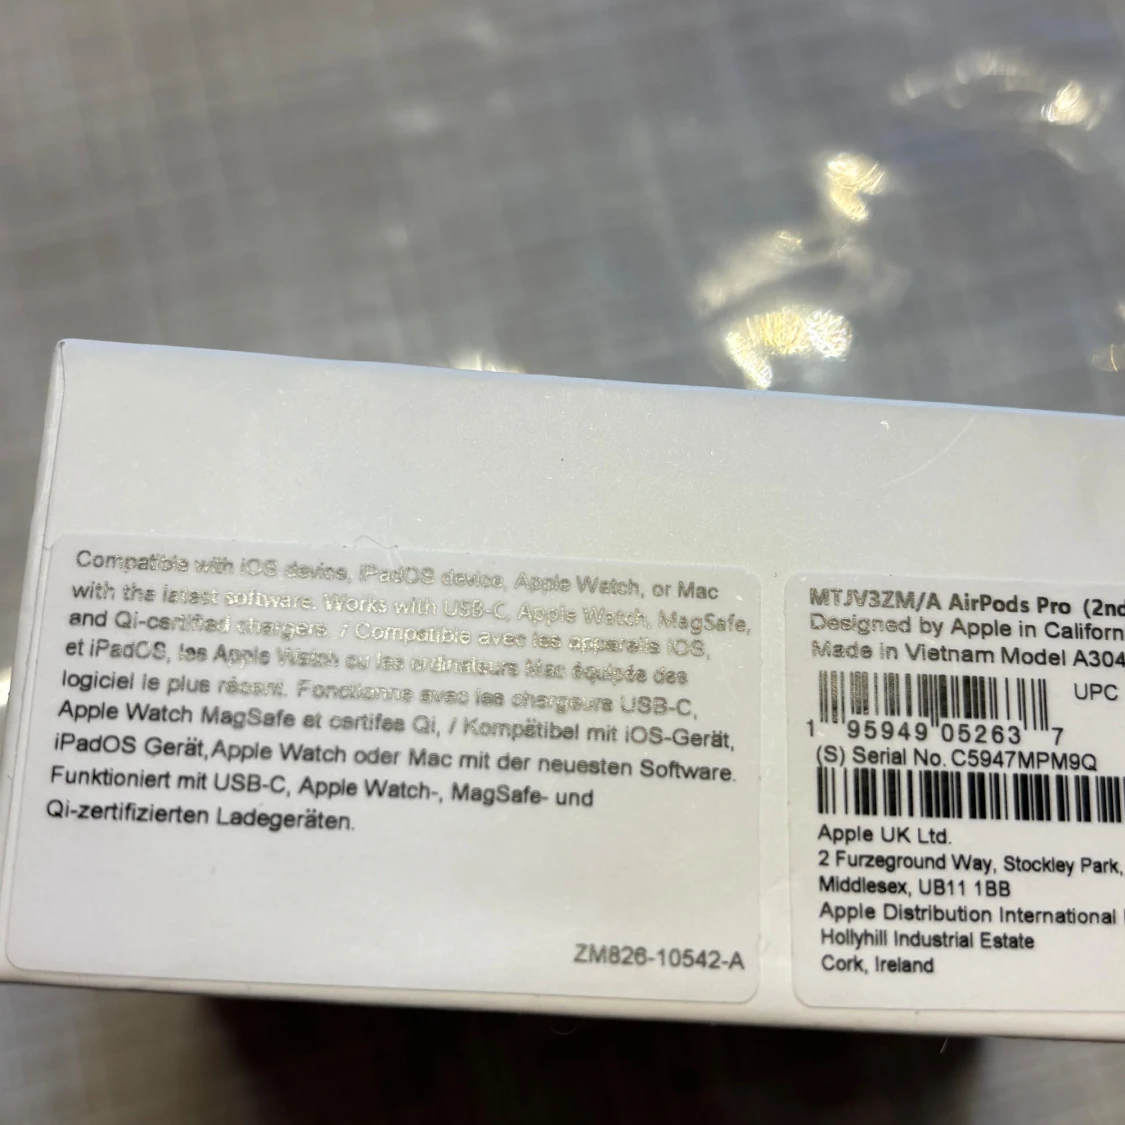 Compatible with iOS device, iPadOS device, Apple Watch, or Mac
with the latest software. Works with USB-C, Apple Watch, MagSafe,
and Qi-certified chargers. / Compatible avec les appareils iOS,
et iPadOS, les Apple Watch ou les ordinateurs Mac équipés des
logiciel le plus récent. Fonctionne avec les chargeurs USB-C,
Apple Watch MagSafe et certifes Qi, / Kompätibel mit iOS-Gerät,
iPadOS Gerät,Apple Watch oder Mac mit der neuesten Software.
Funktioniert mit USB-C, Apple Watch-, MagSafe- und
Qi-zertifizierten Ladegeräten.
ZM826-10542-A
MTJV3ZM/A AirPods Pro (2nd
Designed by Apple in Californ
Made in Vietnam Model A304
UPC
1 95949 05263 7
(S) Serial No. C5947MPM9Q
Apple UK Ltd.
2 Furzeground Way, Stockley Park,
Middlesex, UB11 1BB
Apple Distribution International
Hollyhill Industrial Estate
Cork, Ireland